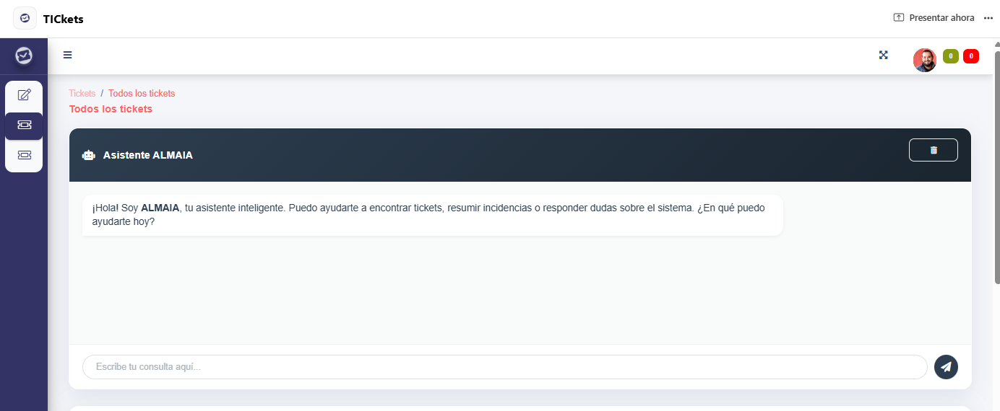 TICkets
Presentar ahora
0 0
Tickets / Todos los tickets
Todos los tickets
Asistente ALMAIA
¡Hola! Soy ALMAIA, tu asistente inteligente. Puedo ayudarte a encontrar tickets, resumir incidencias o responder dudas sobre el sistema. ¿En qué puedo
ayudarte hoy?
Escribe tu consulta aquí...